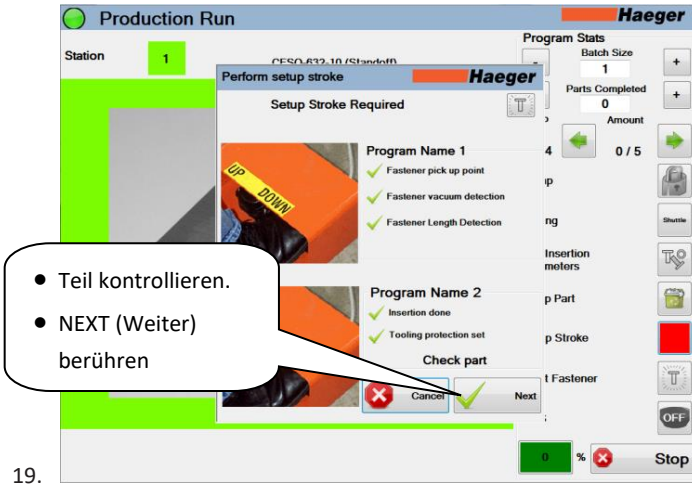 Production Run
Haeger
Station
1
CFSO-632-10 (Standoff)
Program Stats
Batch Size
-
1
+
Parts Completed
0
+
Amount
4
0 / 5
Shuttle
ng
Insertion
meters
p Part
p Stroke
t Fastener
OFF
0
%
Stop
Perform setup stroke
Haeger
Setup Stroke Required
T
UP DOWN
Program Name 1
Fastener pick up point
Fastener vacuum detection
Fastener Length Detection
Program Name 2
Insertion done
Tooling protection set
Check part
Cancel
Next
• Teil kontrollieren.
• NEXT (Weiter)
berühren
19.